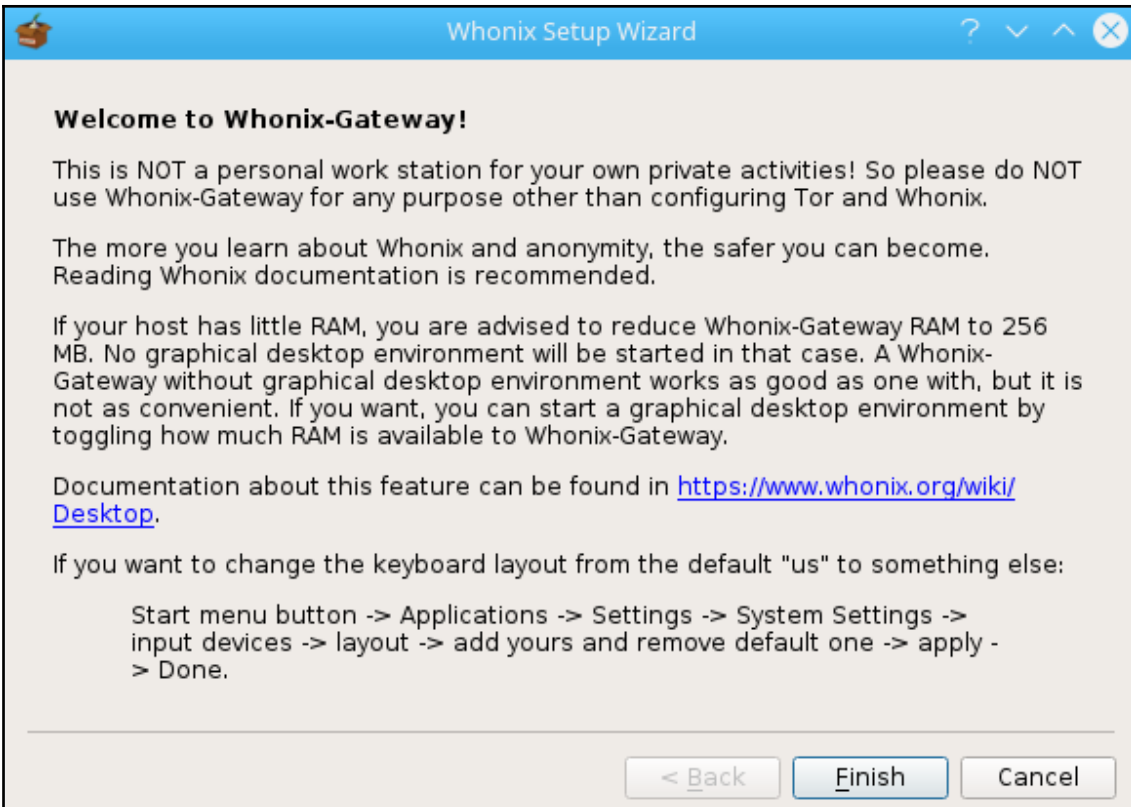 Whonix Setup Wizard
Welcome to Whonix-Gateway!
This is NOT a personal work station for your own private activities! So please do NOT
use Whonix-Gateway for any purpose other than configuring Tor and Whonix.
The more you learn about Whonix and anonymity, the safer you can become.
Reading Whonix documentation is recommended.
If your host has little RAM, you are advised to reduce Whonix-Gateway RAM to 256
MB. No graphical desktop environment will be started in that case. A Whonix-
Gateway without graphical desktop environment works as good as one with, but it is
not as convenient. If you want, you can start a graphical desktop environment by
toggling how much RAM is available to Whonix-Gateway.
Documentation about this feature can be found in https://www.whonix.org/wiki/
Desktop.
If you want to change the keyboard layout from the default "us" to something else:
Start menu button -> Applications -> Settings -> System Settings ->
input devices -> layout -> add yours and remove default one -> apply -
> Done.
< Back Finish Cancel